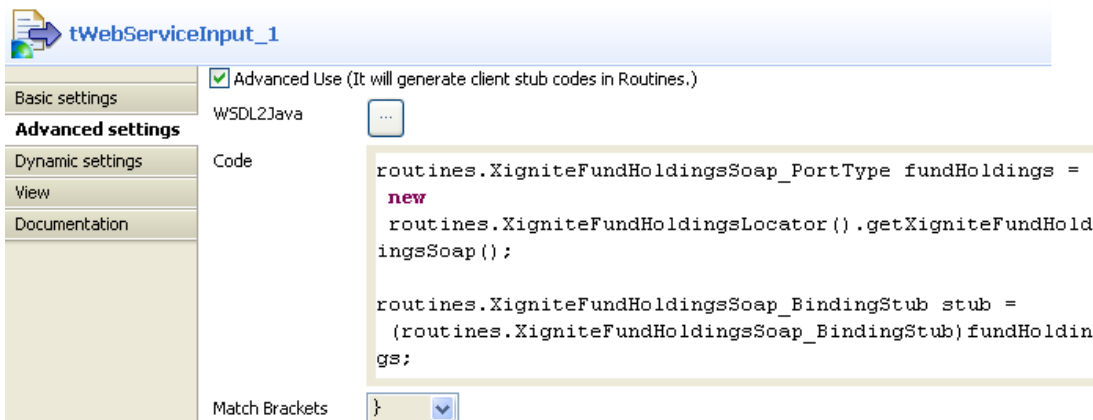 tWebServiceInput_1
Basic settings
Advanced settings
Dynamic settings
View
Documentation
Advanced Use (It will generate client stub codes in Routines.)
WSDL2Java
...
Code
routines.XigniteFundHoldingsSoap_PortType fundHoldings =
new
routines.XigniteFundHoldingsLocator().getXigniteFundHold
ingsSoap();
routines.XigniteFundHoldingsSoap_BindingStub stub =
(routines.XigniteFundHoldingsSoap_BindingStub)fundHoldin
gs;
Match Brackets
}